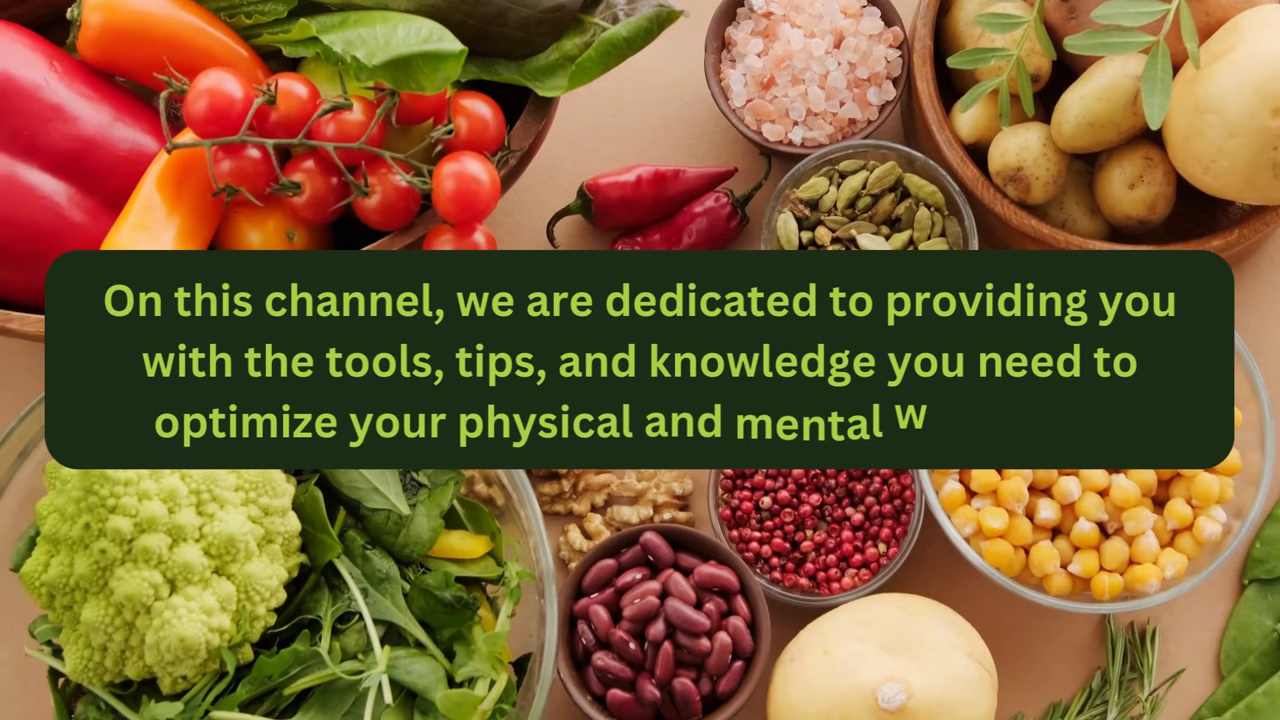 On this channel, we are dedicated to providing you
with the tools, tips, and knowledge you need to
optimize your physical and mental w